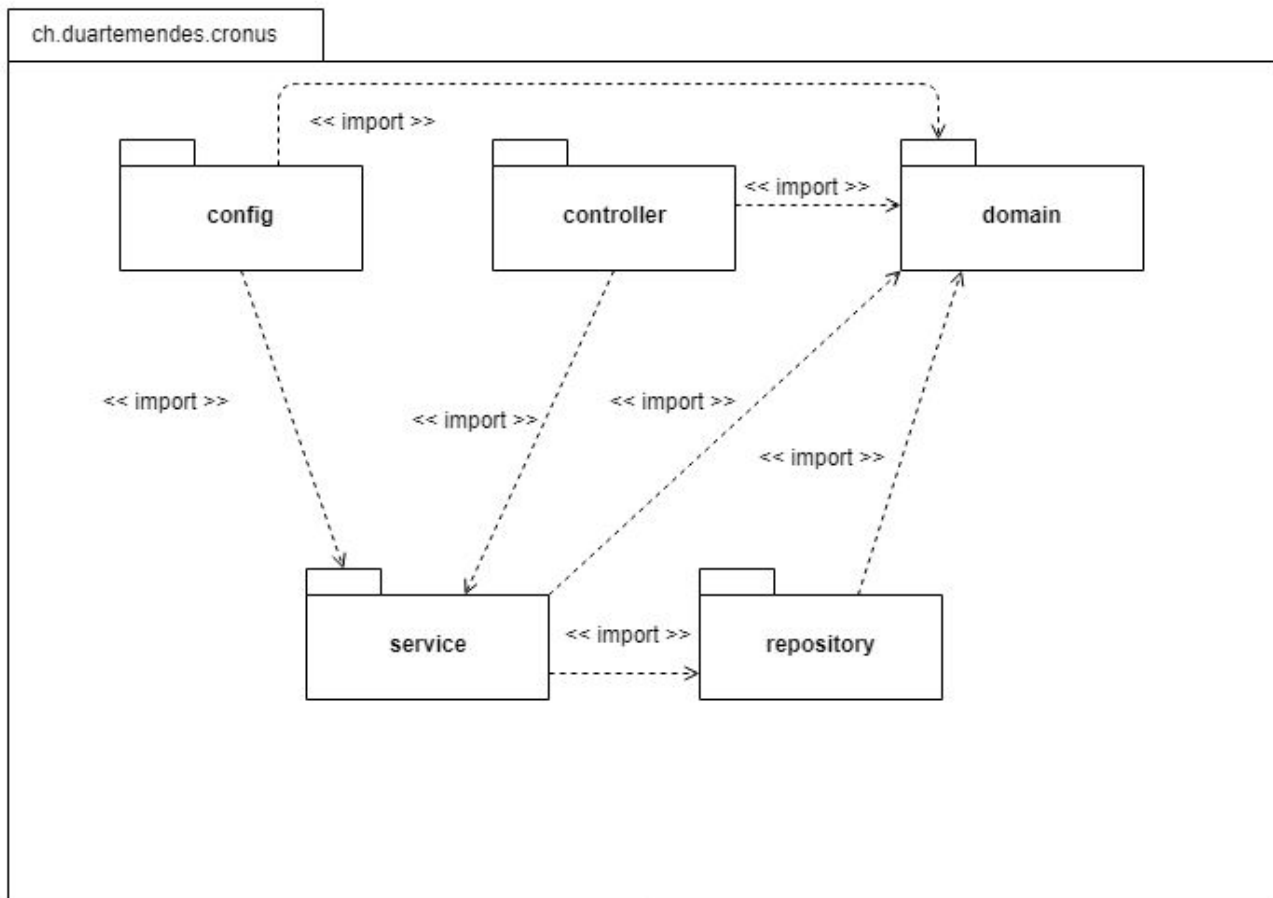 ch.duartemendes.cronus
<< import >>
config
controller
<< import >>
domain
<< import >>
<< import >>
<< import >>
<< import >>
service
<< import >>
repository